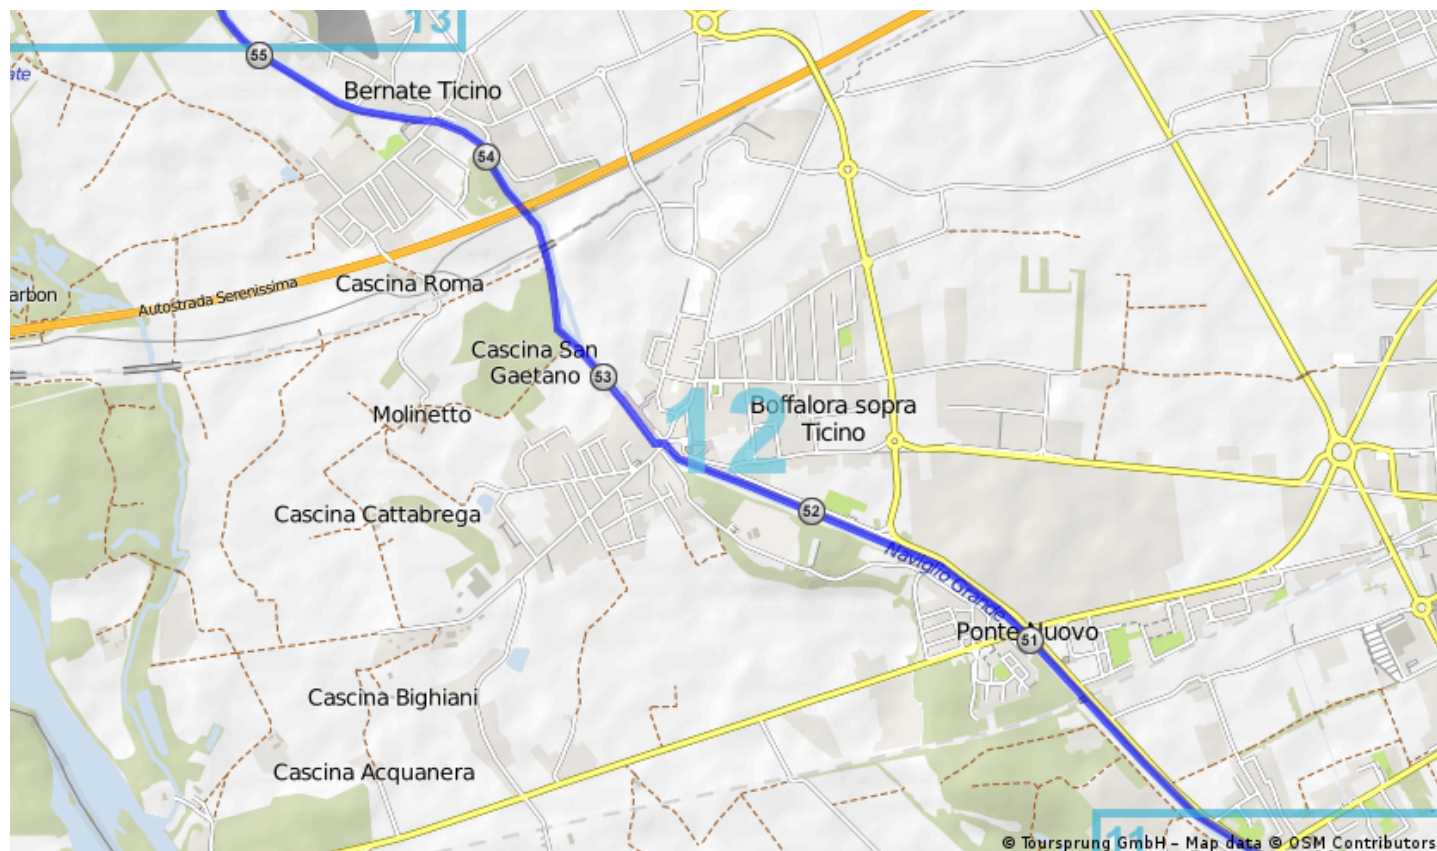 13
55
ate
Bernate Ticino
54
Cascina Roma
Autostrada Serenissima
arbon
Cascina San
Gaetano
53
12
Boffalora sopra
Ticino
Molinetto
Cascina Cattabrega
52
Naviglio Grande
Ponte Nuovo
51
Cascina Bighiani
Cascina Acquanera
11
© Toursprung GmbH – Map data © OSM Contributors